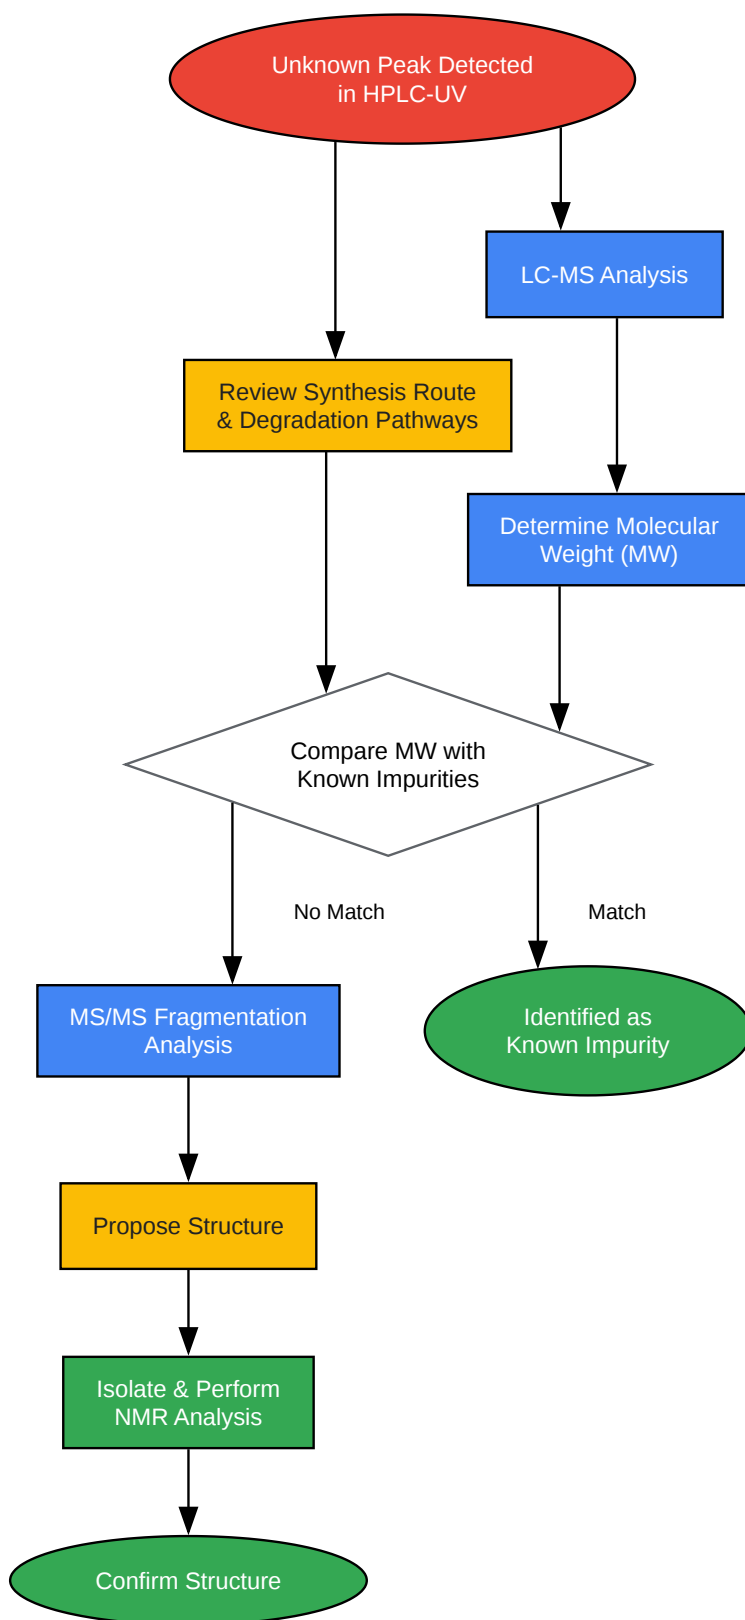 Unknown Peak Detected
in HPLC-UV
LC-MS Analysis
Review Synthesis Route
& Degradation Pathways
Determine Molecular
Weight (MW)
Compare MW with
Known Impurities
No Match
Match
MS/MS Fragmentation
Analysis
Identified as
Known Impurity
Propose Structure
Isolate & Perform
NMR Analysis
Confirm Structure